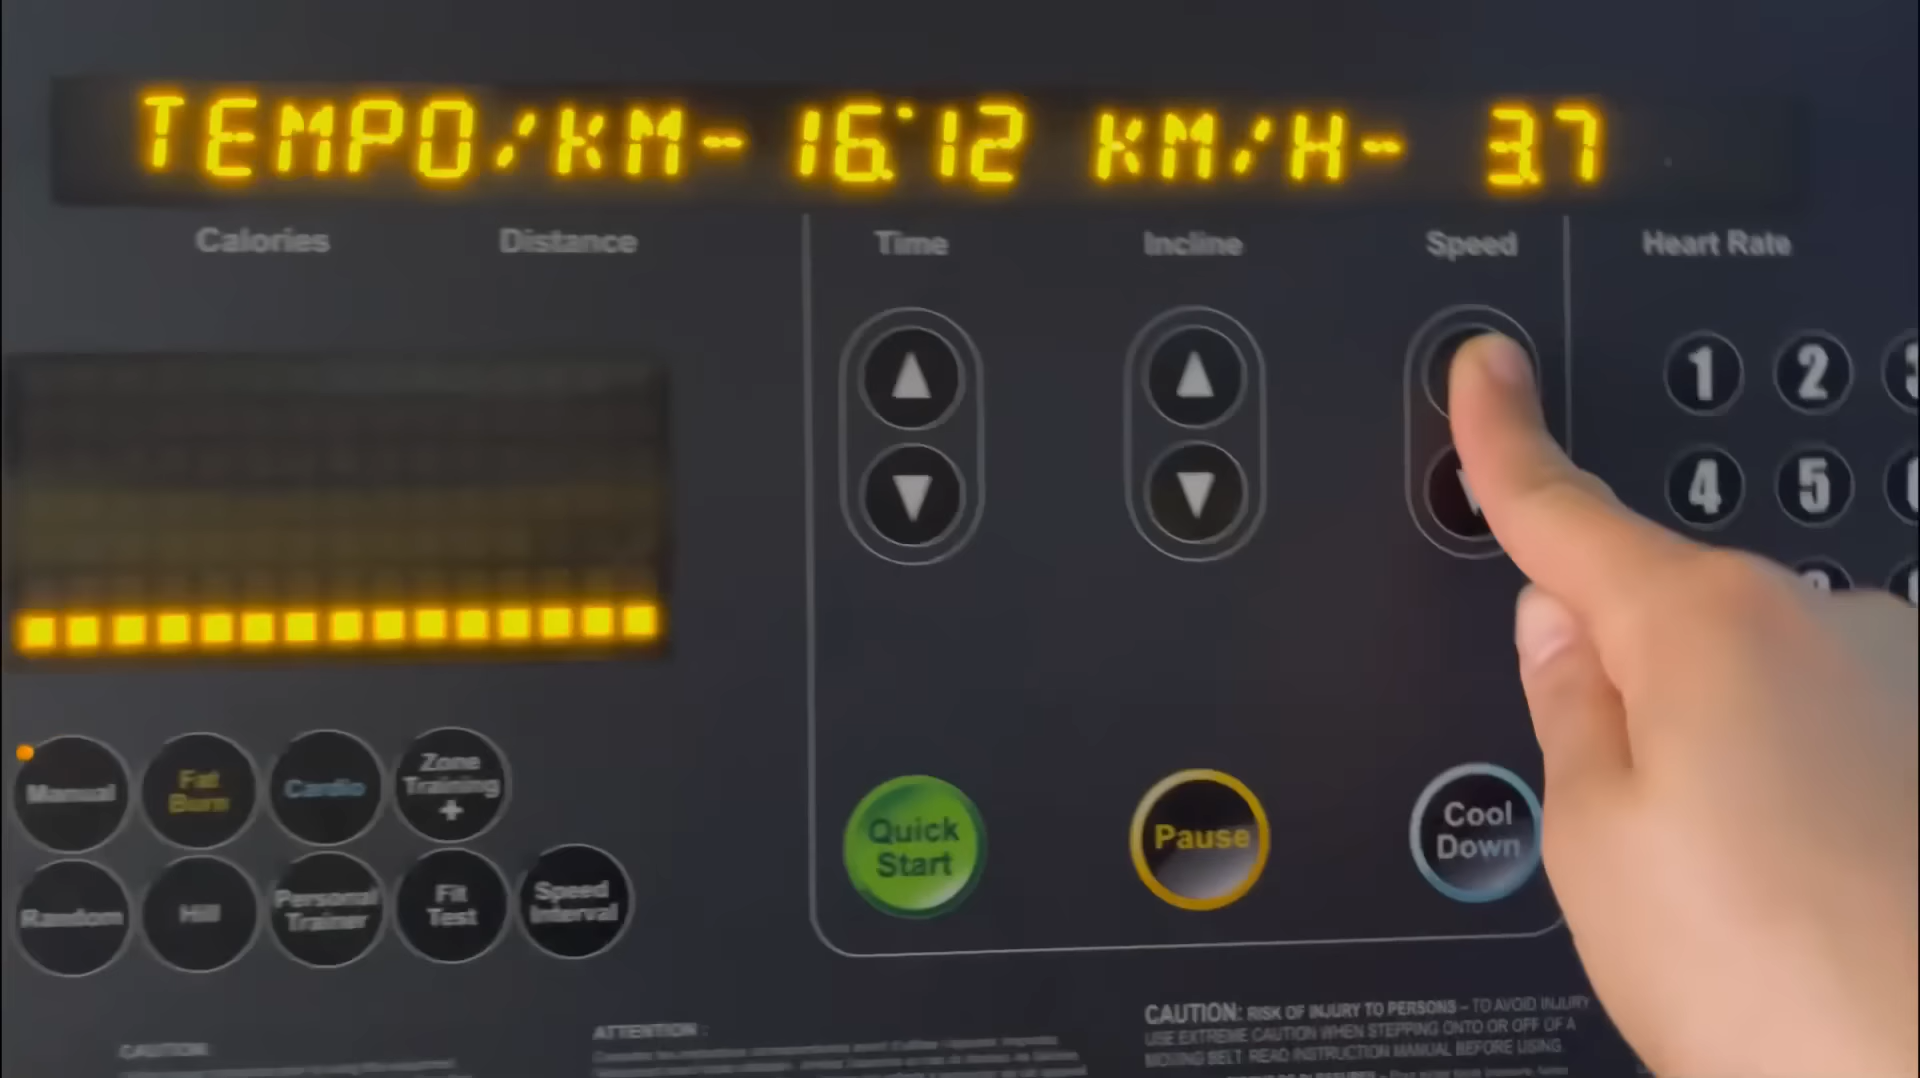 TEMPO/KM- 16:12 KM/H- 3.7
Calories Distance Time Incline Speed Heart Rate
1 2 3
4 5
Manual
Fat
Burn
Cardio
Zone
Training
+
Random
Hill
Personal
Trainer
Fit
Test
Speed
Interval
Quick
Start
Pause
Cool
Down
CAUTION:
ATTENTION :
CAUTION: RISK OF INJURY TO PERSONS – TO AVOID INJURY
USE EXTREME CAUTION WHEN STEPPING ONTO OR OFF OF A
MOVING BELT. READ INSTRUCTION MANUAL BEFORE USING.